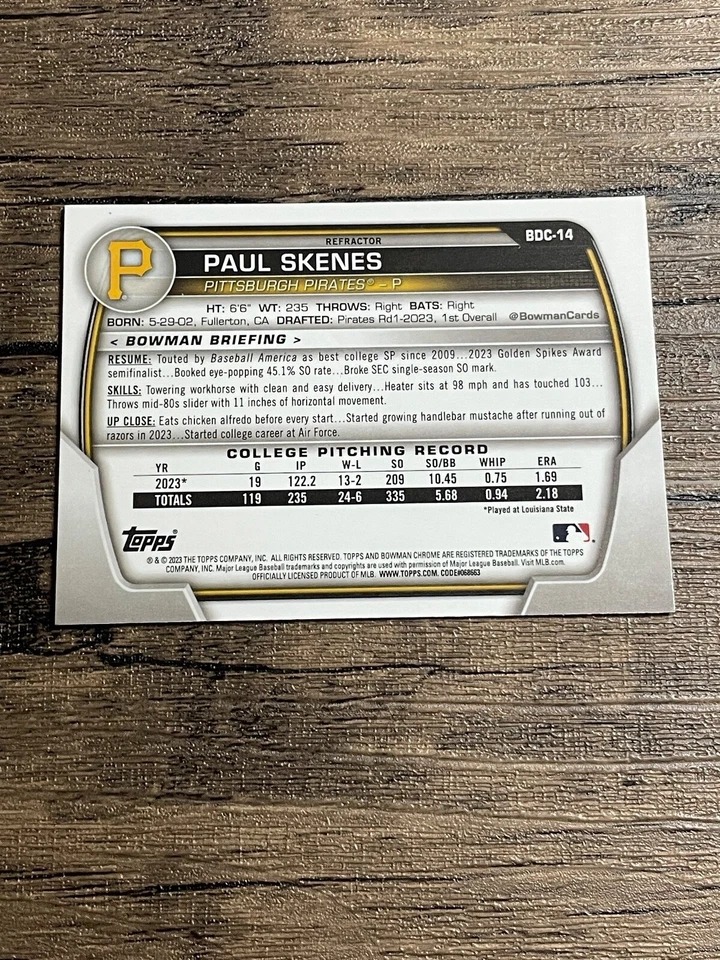 P
REFRACTOR
BDC-14
PAUL SKENES
PITTSBURGH PIRATES® – P
HT: 6'6" WT: 235 THROWS: Right BATS: Right
BORN: 5-29-02, Fullerton, CA DRAFTED: Pirates Rd1-2023, 1st Overall @BowmanCards
< BOWMAN BRIEFING >
RESUME: Touted by Baseball America as best college SP since 2009...2023 Golden Spikes Award
semifinalist...Booked eye-popping 45.1% SO rate...Broke SEC single-season SO mark.
SKILLS: Towering workhorse with clean and easy delivery...Heater sits at 98 mph and has touched 103...
Throws mid-80s slider with 11 inches of horizontal movement.
UP CLOSE: Eats chicken alfredo before every start...Started growing handlebar mustache after running out of
razors in 2023...Started college career at Air Force.
COLLEGE PITCHING RECORD
YR G IP W-L SO SO/BB WHIP ERA
2023* 19 122.2 13-2 209 10.45 0.75 1.69
TOTALS 119 235 24-6 335 5.68 0.94 2.18
*Played at Louisiana State
Topps®
® & © 2023 THE TOPPS COMPANY, INC. ALL RIGHTS RESERVED. TOPPS AND BOWMAN CHROME ARE REGISTERED TRADEMARKS OF THE TOPPS
COMPANY, INC. Major League Baseball trademarks and copyrights are used with permission of Major League Baseball. Visit MLB.com.
OFFICIALLY LICENSED PRODUCT OF MLB. WWW.TOPPS.COM. CODE#068663